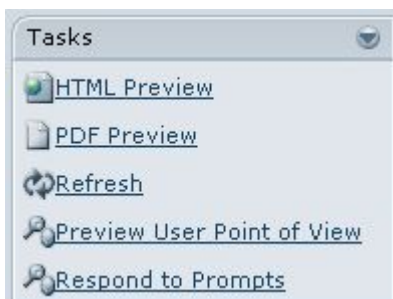 Tasks
HTML Preview
PDF Preview
Refresh
Preview User Point of View
Respond to Prompts